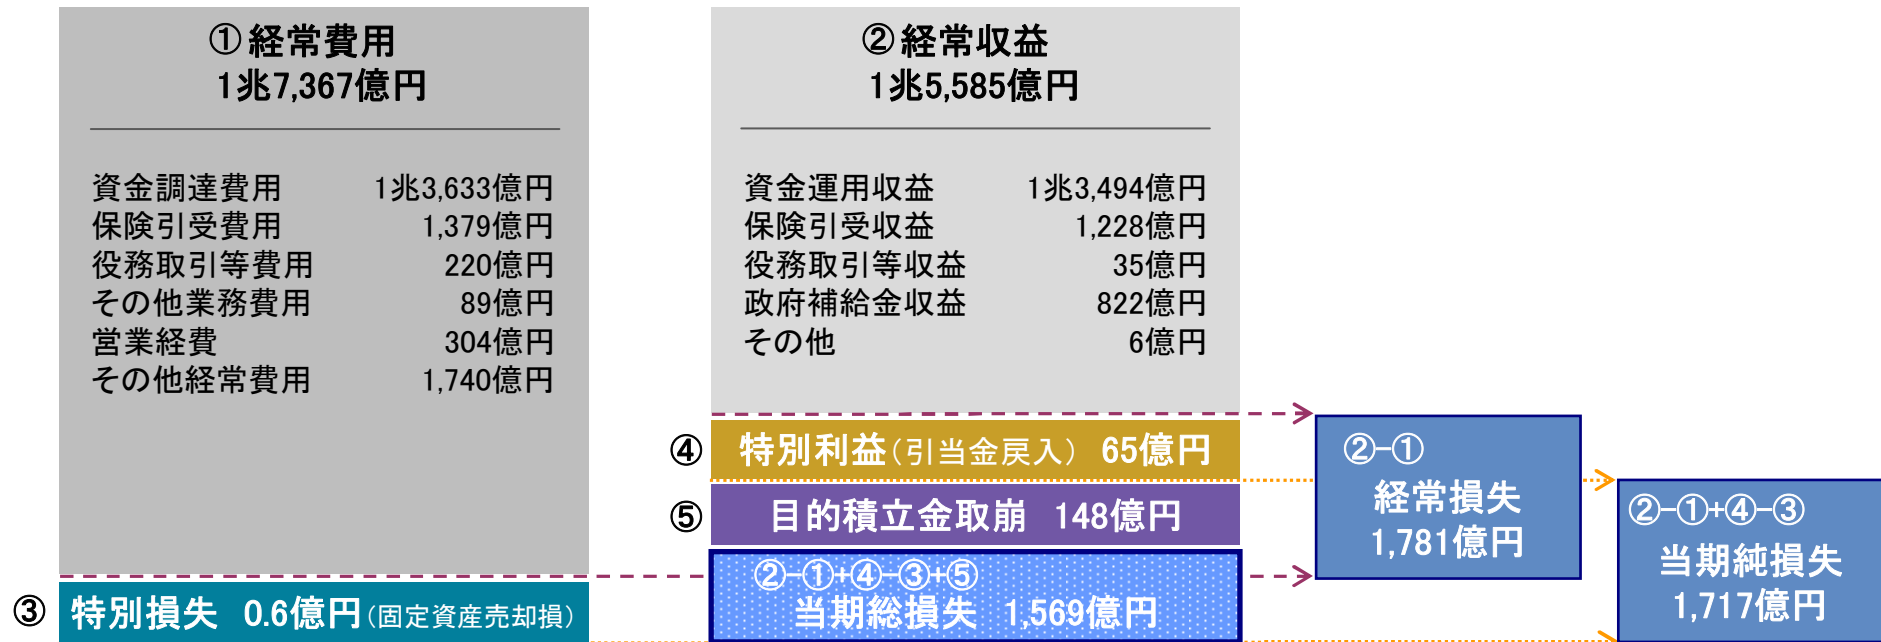 ①経常費用
1兆7,367億円
資金調達費用 1兆3,633億円
保険引受費用 1,379億円
役務取引等費用 220億円
その他業務費用 89億円
営業経費 304億円
その他経常費用 1,740億円
③ 特別損失 0.6億円(固定資産売却損)
②経常収益
1兆5,585億円
資金運用収益 1兆3,494億円
保険引受収益 1,228億円
役務取引等収益 35億円
政府補給金収益 822億円
その他 6億円
④ 特別利益(引当金戻入) 65億円
⑤ 目的積立金取崩 148億円
②-①+④-③+⑤
当期総損失 1,569億円
②-①
経常損失
1,781億円
②-①+④-③
当期純損失
1,717億円